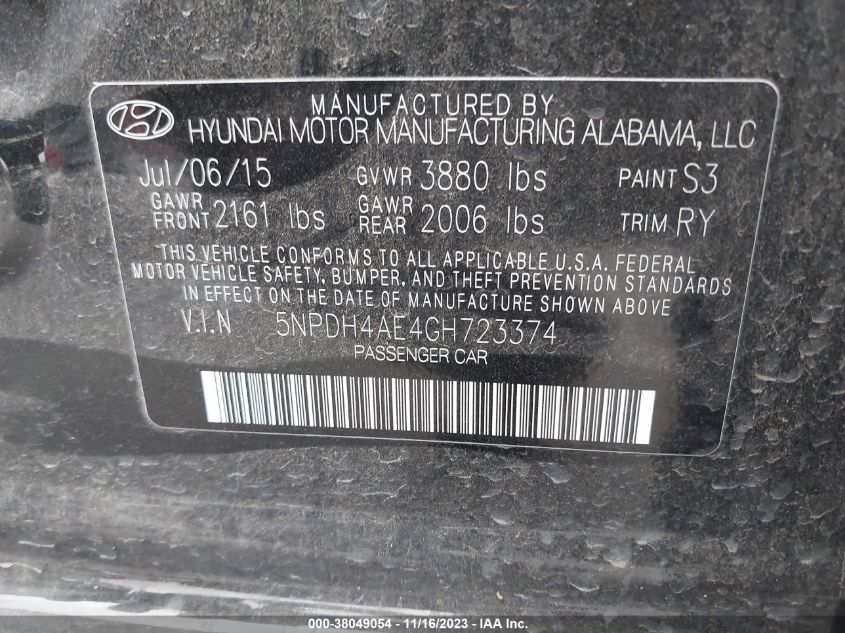 MANUFACTURED BY
HYUNDAI MOTOR MANUFACTURING ALABAMA, LLC
Jul/06/15 GVWR 3880 lbs PAINT S3
GAWR FRONT 2161 lbs GAWR REAR 2006 lbs TRIM RY
THIS VEHICLE CONFORMS TO ALL APPLICABLE U.S.A. FEDERAL
MOTOR VEHICLE SAFETY, BUMPER, AND THEFT PREVENTION STANDARDS
IN EFFECT ON THE DATE OF MANUFACTURE SHOWN ABOVE
V.I.N 5NPDH4AE4GH723374
PASSENGER CAR
000-38049054 - 11/16/2023 - IAA Inc.